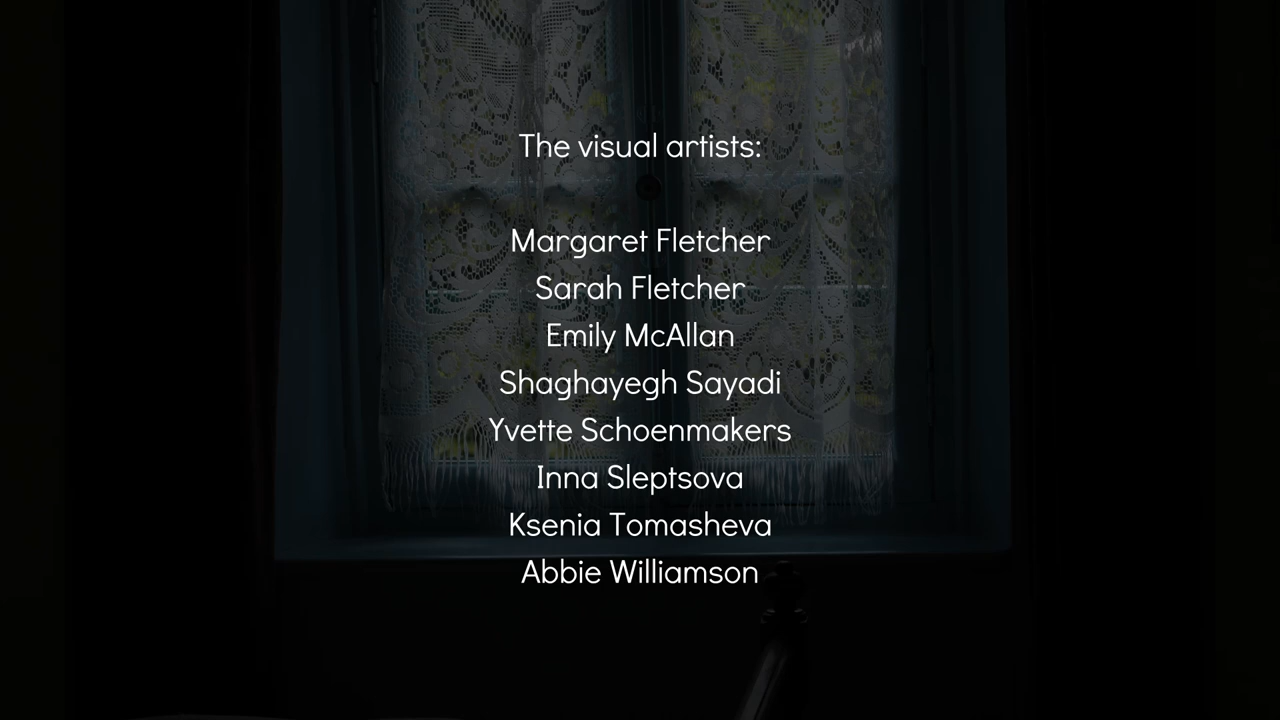 The visual artists:
Margaret Fletcher
Sarah Fletcher
Emily McAllan
Shaghayegh Sayadi
Yvette Schoenmakers
Inna Sleptsova
Ksenia Tomasheva
Abbie Williamson